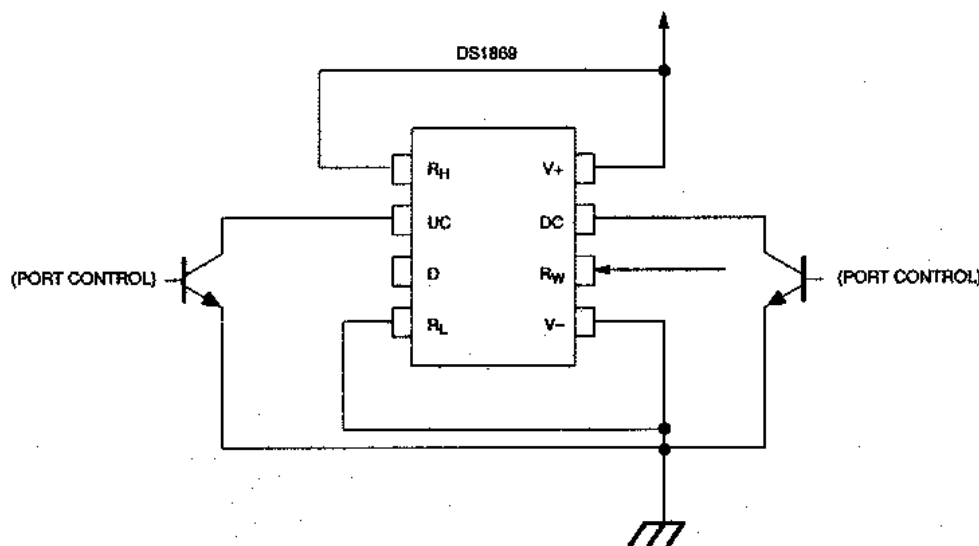 DS1869
RH V+
UC DC
(PORT CONTROL) D RW (PORT CONTROL)
RL V−